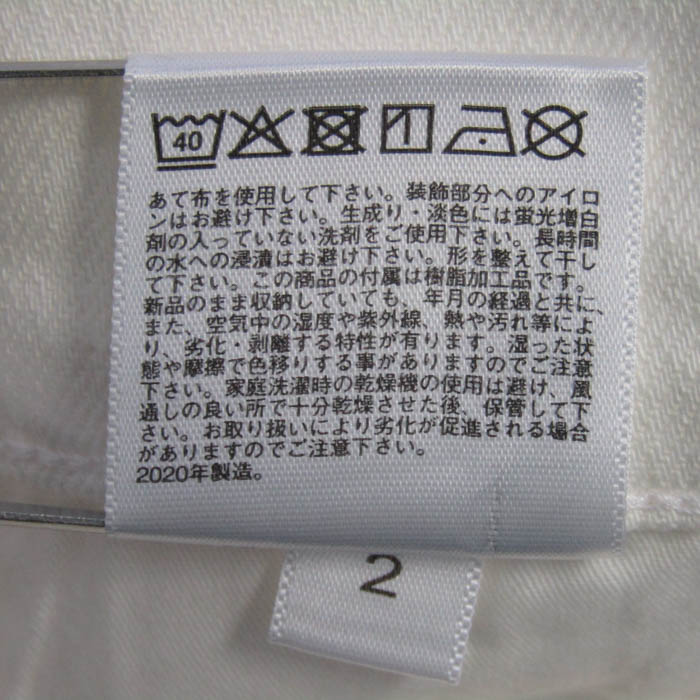 40
あて布を使用して下さい。装飾部分へのアイロ
ンはお避け下さい。生成り・淡色には蛍光増白
剤の入っていない洗剤をご使用下さい。長時間
の水への浸漬はお避け下さい。形を整えて干し
て下さい。この商品の付属は樹脂加工品です。
新品のまま収納していても、年月の経過と共に、
また、空気中の湿度や紫外線、熱や汚れ等によ
り、劣化・剥離する特性が有ります。湿った状
態や摩擦で色移りする事がありますのでご注意
下さい。家庭洗濯時の乾燥機の使用は避け、風
通しの良い所で十分乾燥させた後、保管して下
さい。お取り扱いにより劣化が促進される場合
がありますのでご注意下さい。
2020年製造。
2